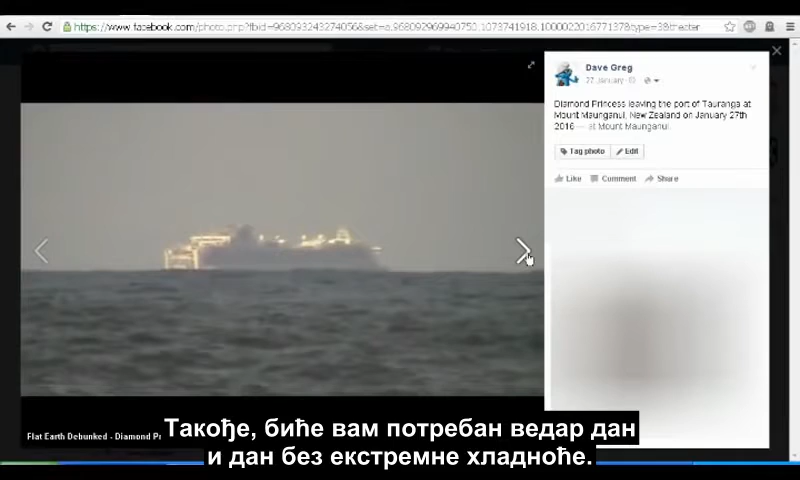 https://www.facebook.com/photo.php?fbid=968093243274056&set=a.968092969940750.1073741918.100002201677137&type=3&theater
Dave Greg
27 January
Diamond Princess leaving the port of Tauranga at
Mount Maunganui, New Zealand on January 27th
2016 — at Mount Maunganui.
Tag photo Edit
Like Comment Share
Flat Earth Debunked - Diamond Pr
Такође, биће вам потребан ведар дан
и дан без екстремне хладноће.